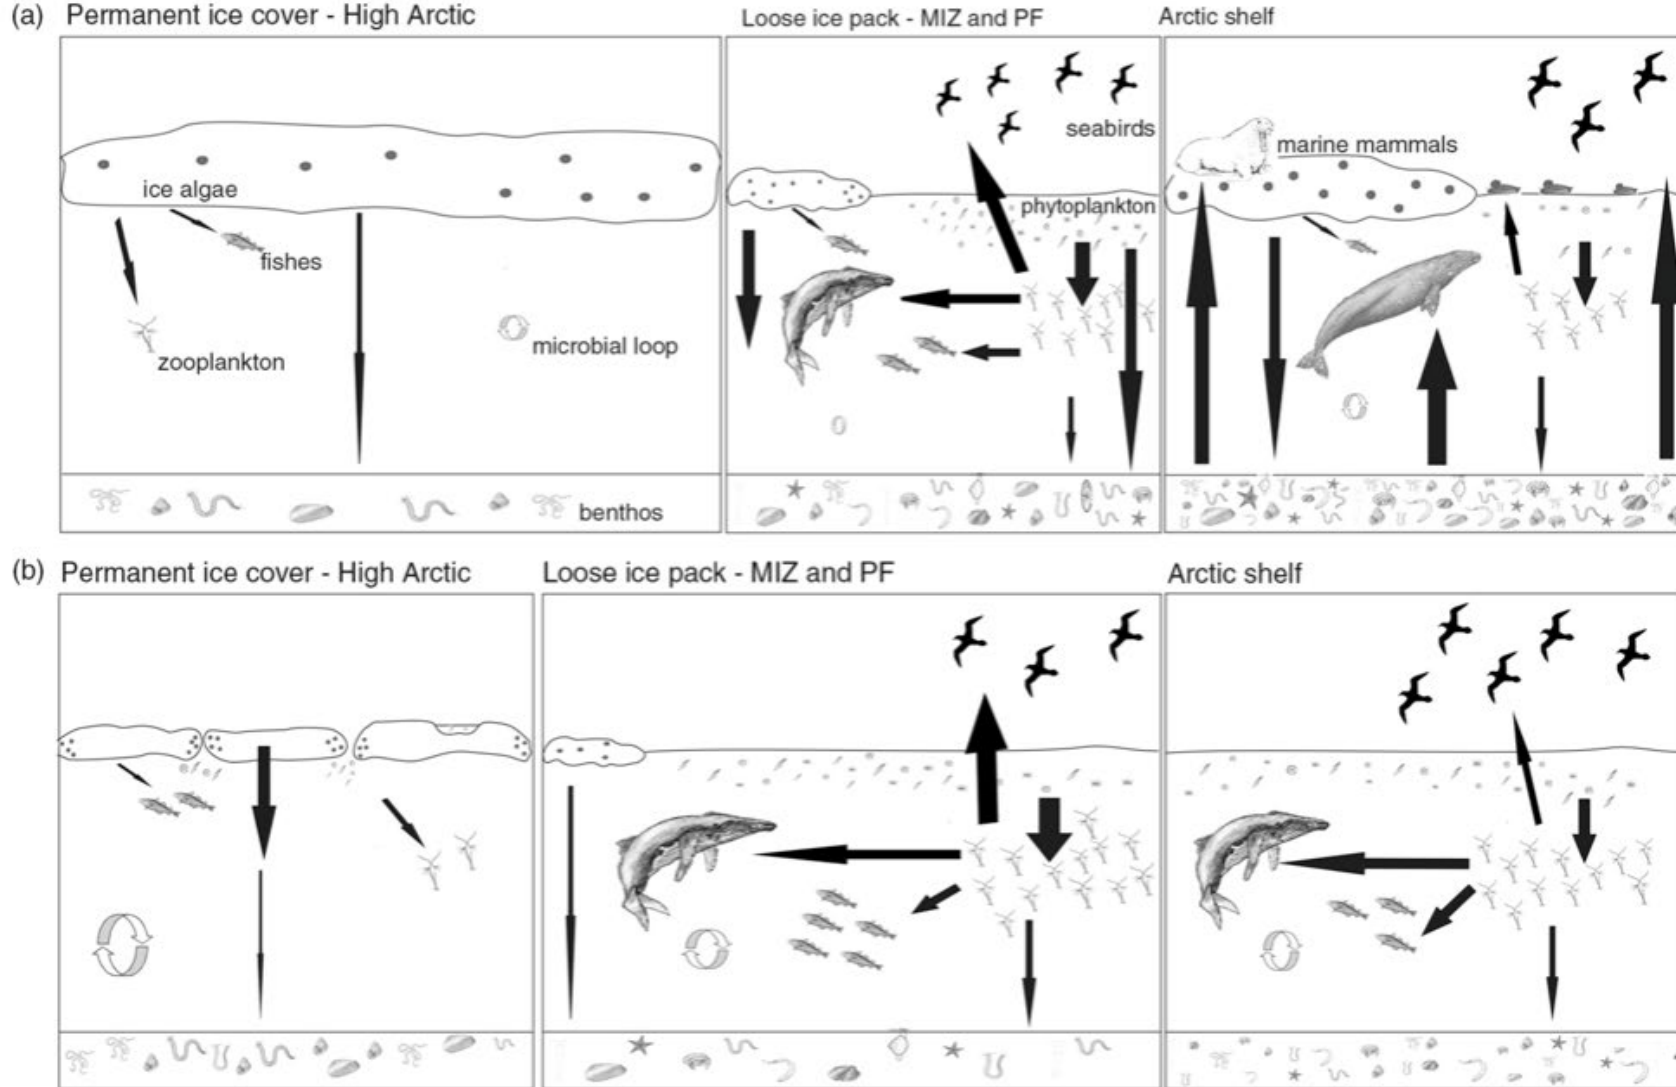 (a) Permanent ice cover - High Arctic
Loose ice pack - MIZ and PF
Arctic shelf
seabirds
marine mammals
ice algae
phytoplankton
fishes
microbial loop
zooplankton
benthos
(b) Permanent ice cover - High Arctic
Loose ice pack - MIZ and PF
Arctic shelf